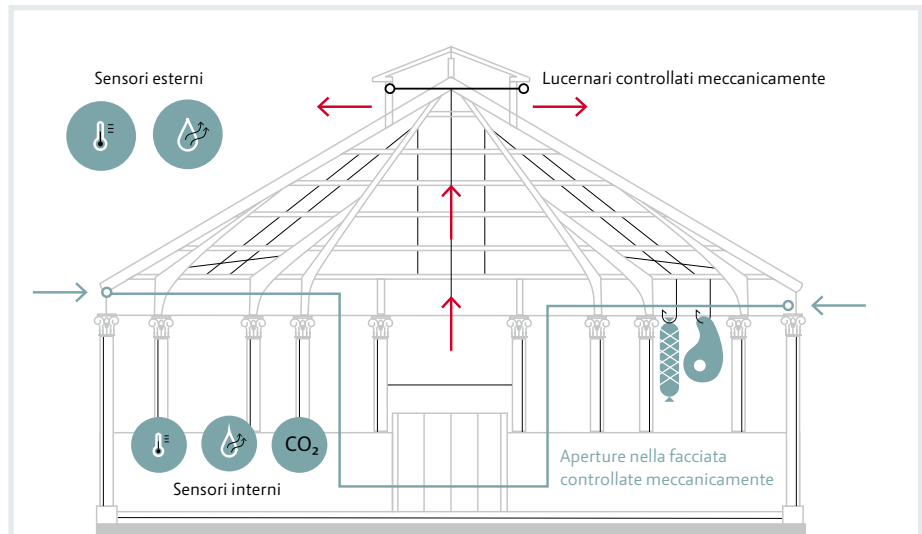 Sensori esterni
Lucernari controllati meccanicamente
CO₂
Sensori interni
Aperture nella facciata
controllate meccanicamente